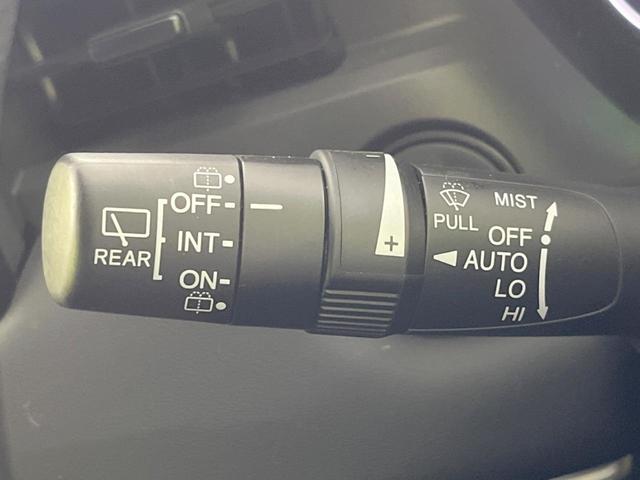 OFF
INT
ON
REAR
−
+
PULL
MIST
OFF
AUTO
LO
HI